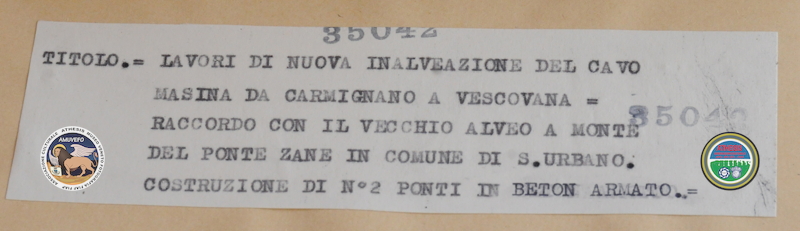 35042
TITOLO.= LAVORI DI NUOVA INALVEAZIONE DEL CAVO
MASINA DA CARMIGNANO A VESCOVANA =
35042
RACCORDO CON IL VECCHIO ALVEO A MONTE
DEL PONTE ZANE IN COMUNE DI S.URBANO.
COSTRUZIONE DI N°2 PONTI IN BETON ARMATO.=
AMUVEFO